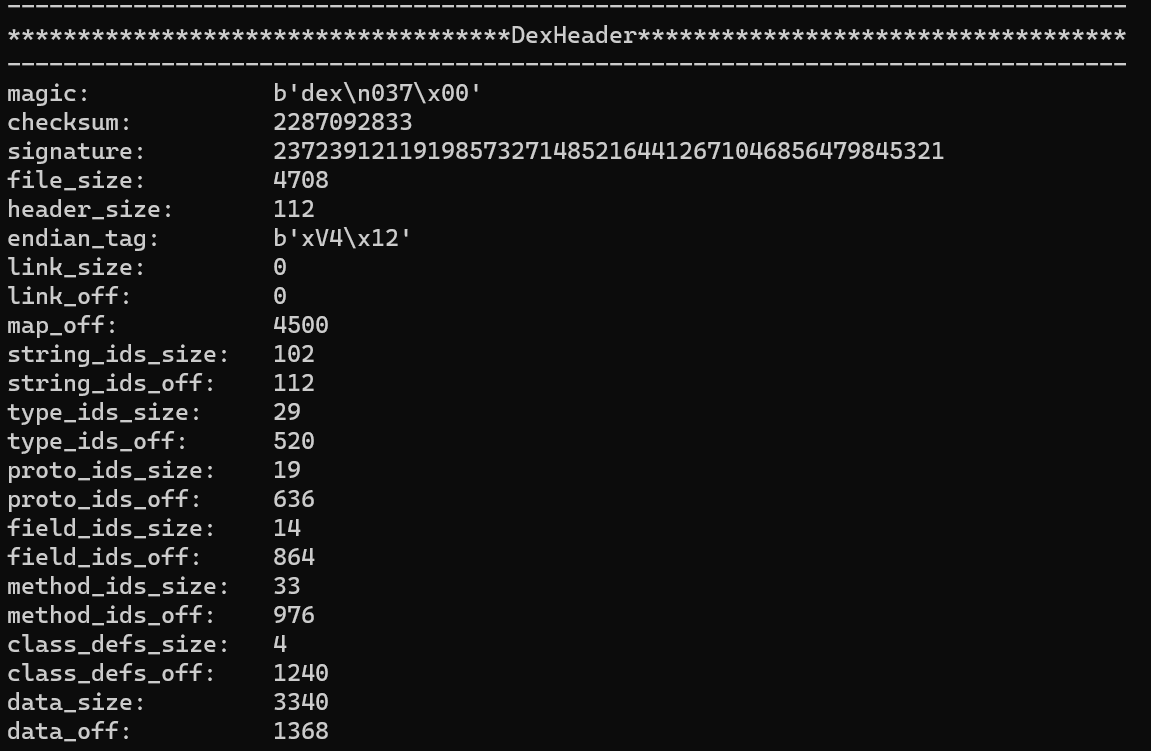 --------------------------------------------------------------------------------
************************************DexHeader***********************************
--------------------------------------------------------------------------------
magic: b'dex\n037\x00'
checksum: 2287092833
signature: 237239121191985732714852164412671046856479845321
file_size: 4708
header_size: 112
endian_tag: b'xV4\x12'
link_size: 0
link_off: 0
map_off: 4500
string_ids_size: 102
string_ids_off: 112
type_ids_size: 29
type_ids_off: 520
proto_ids_size: 19
proto_ids_off: 636
field_ids_size: 14
field_ids_off: 864
method_ids_size: 33
method_ids_off: 976
class_defs_size: 4
class_defs_off: 1240
data_size: 3340
data_off: 1368